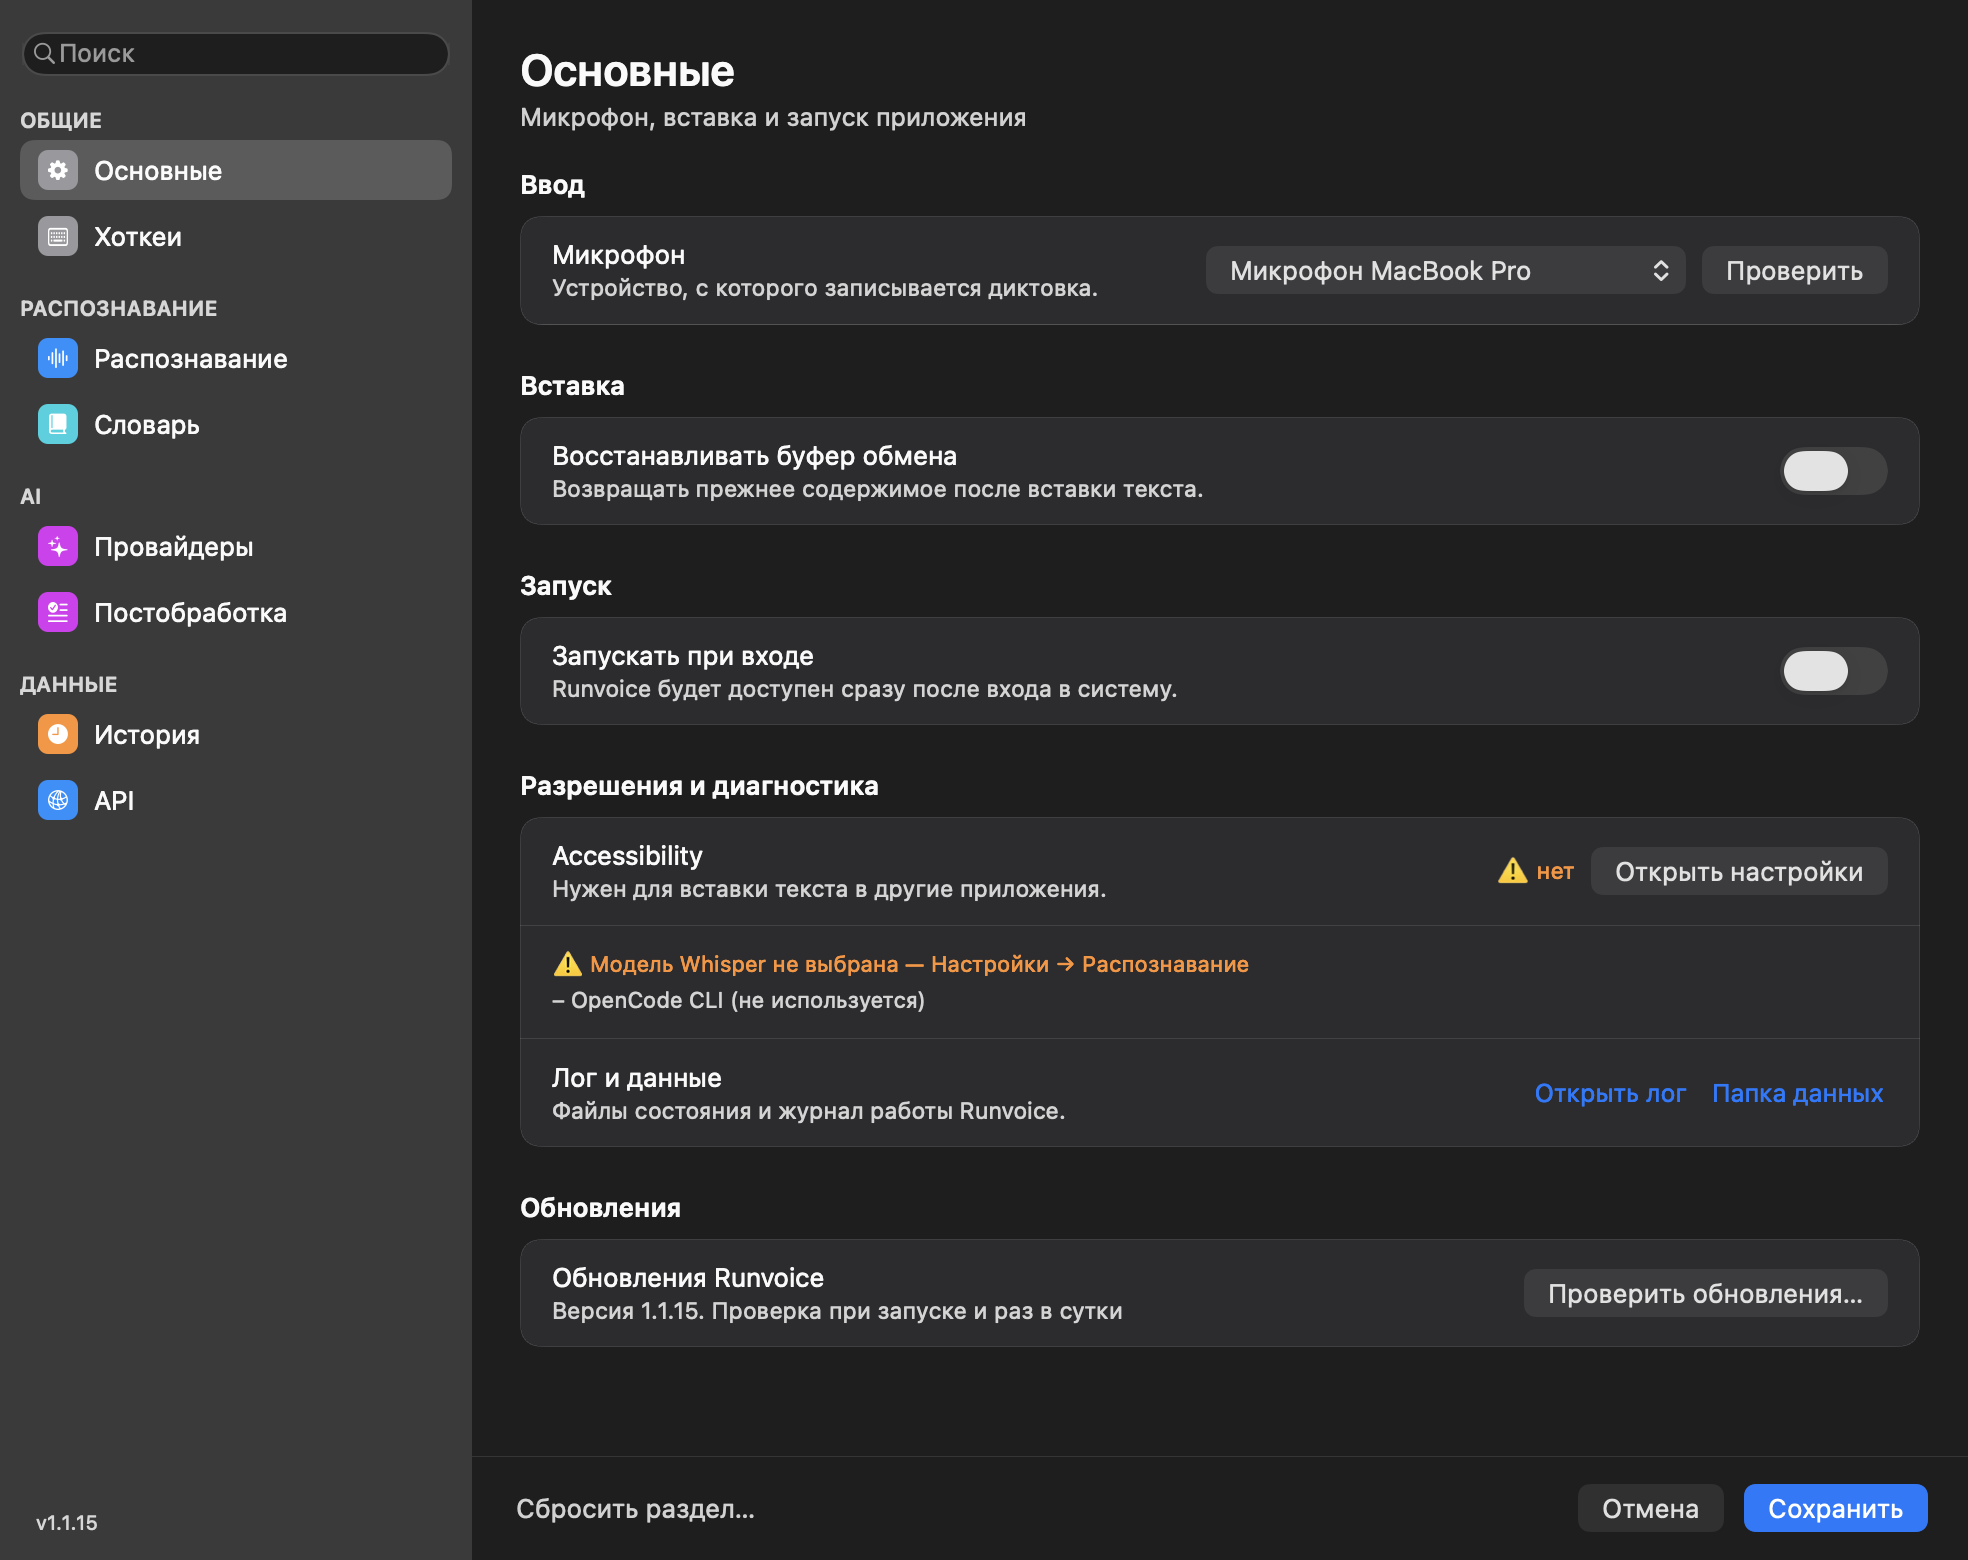 Поиск
ОБЩИЕ
Основные
Хоткеи
РАСПОЗНАВАНИЕ
Распознавание
Словарь
AI
Провайдеры
Постобработка
ДАННЫЕ
История
API
v1.1.15
Основные
Микрофон, вставка и запуск приложения
Ввод
Микрофон
Устройство, с которого записывается диктовка.
Микрофон MacBook Pro
Проверить
Вставка
Восстанавливать буфер обмена
Возвращать прежнее содержимое после вставки текста.
Запуск
Запускать при входе
Runvoice будет доступен сразу после входа в систему.
Разрешения и диагностика
Accessibility
Нужен для вставки текста в другие приложения.
⚠️ нет
Открыть настройки
⚠️ Модель Whisper не выбрана — Настройки → Распознавание
– OpenCode CLI (не используется)
Лог и данные
Файлы состояния и журнал работы Runvoice.
Открыть лог
Папка данных
Обновления
Обновления Runvoice
Версия 1.1.15. Проверка при запуске и раз в сутки
Проверить обновления...
Сбросить раздел...
Отмена
Сохранить